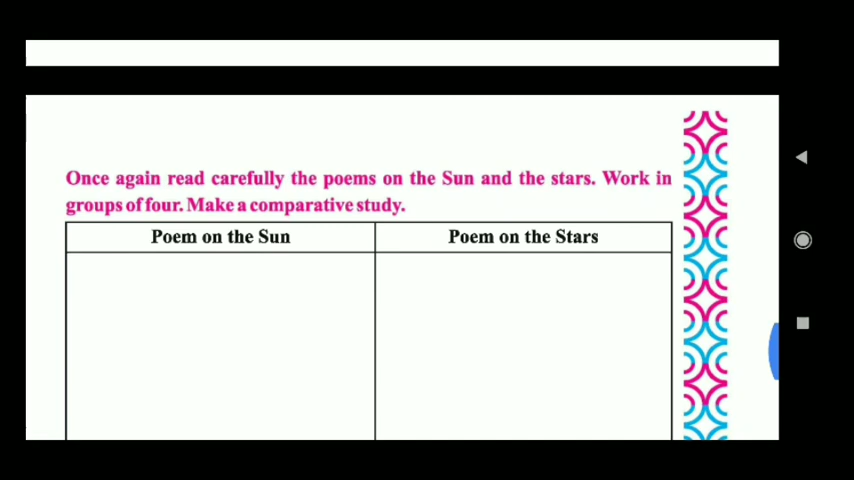 Once again read carefully the poems on the Sun and the stars. Work in
groups of four. Make a comparative study.
Poem on the Sun
Poem on the Stars